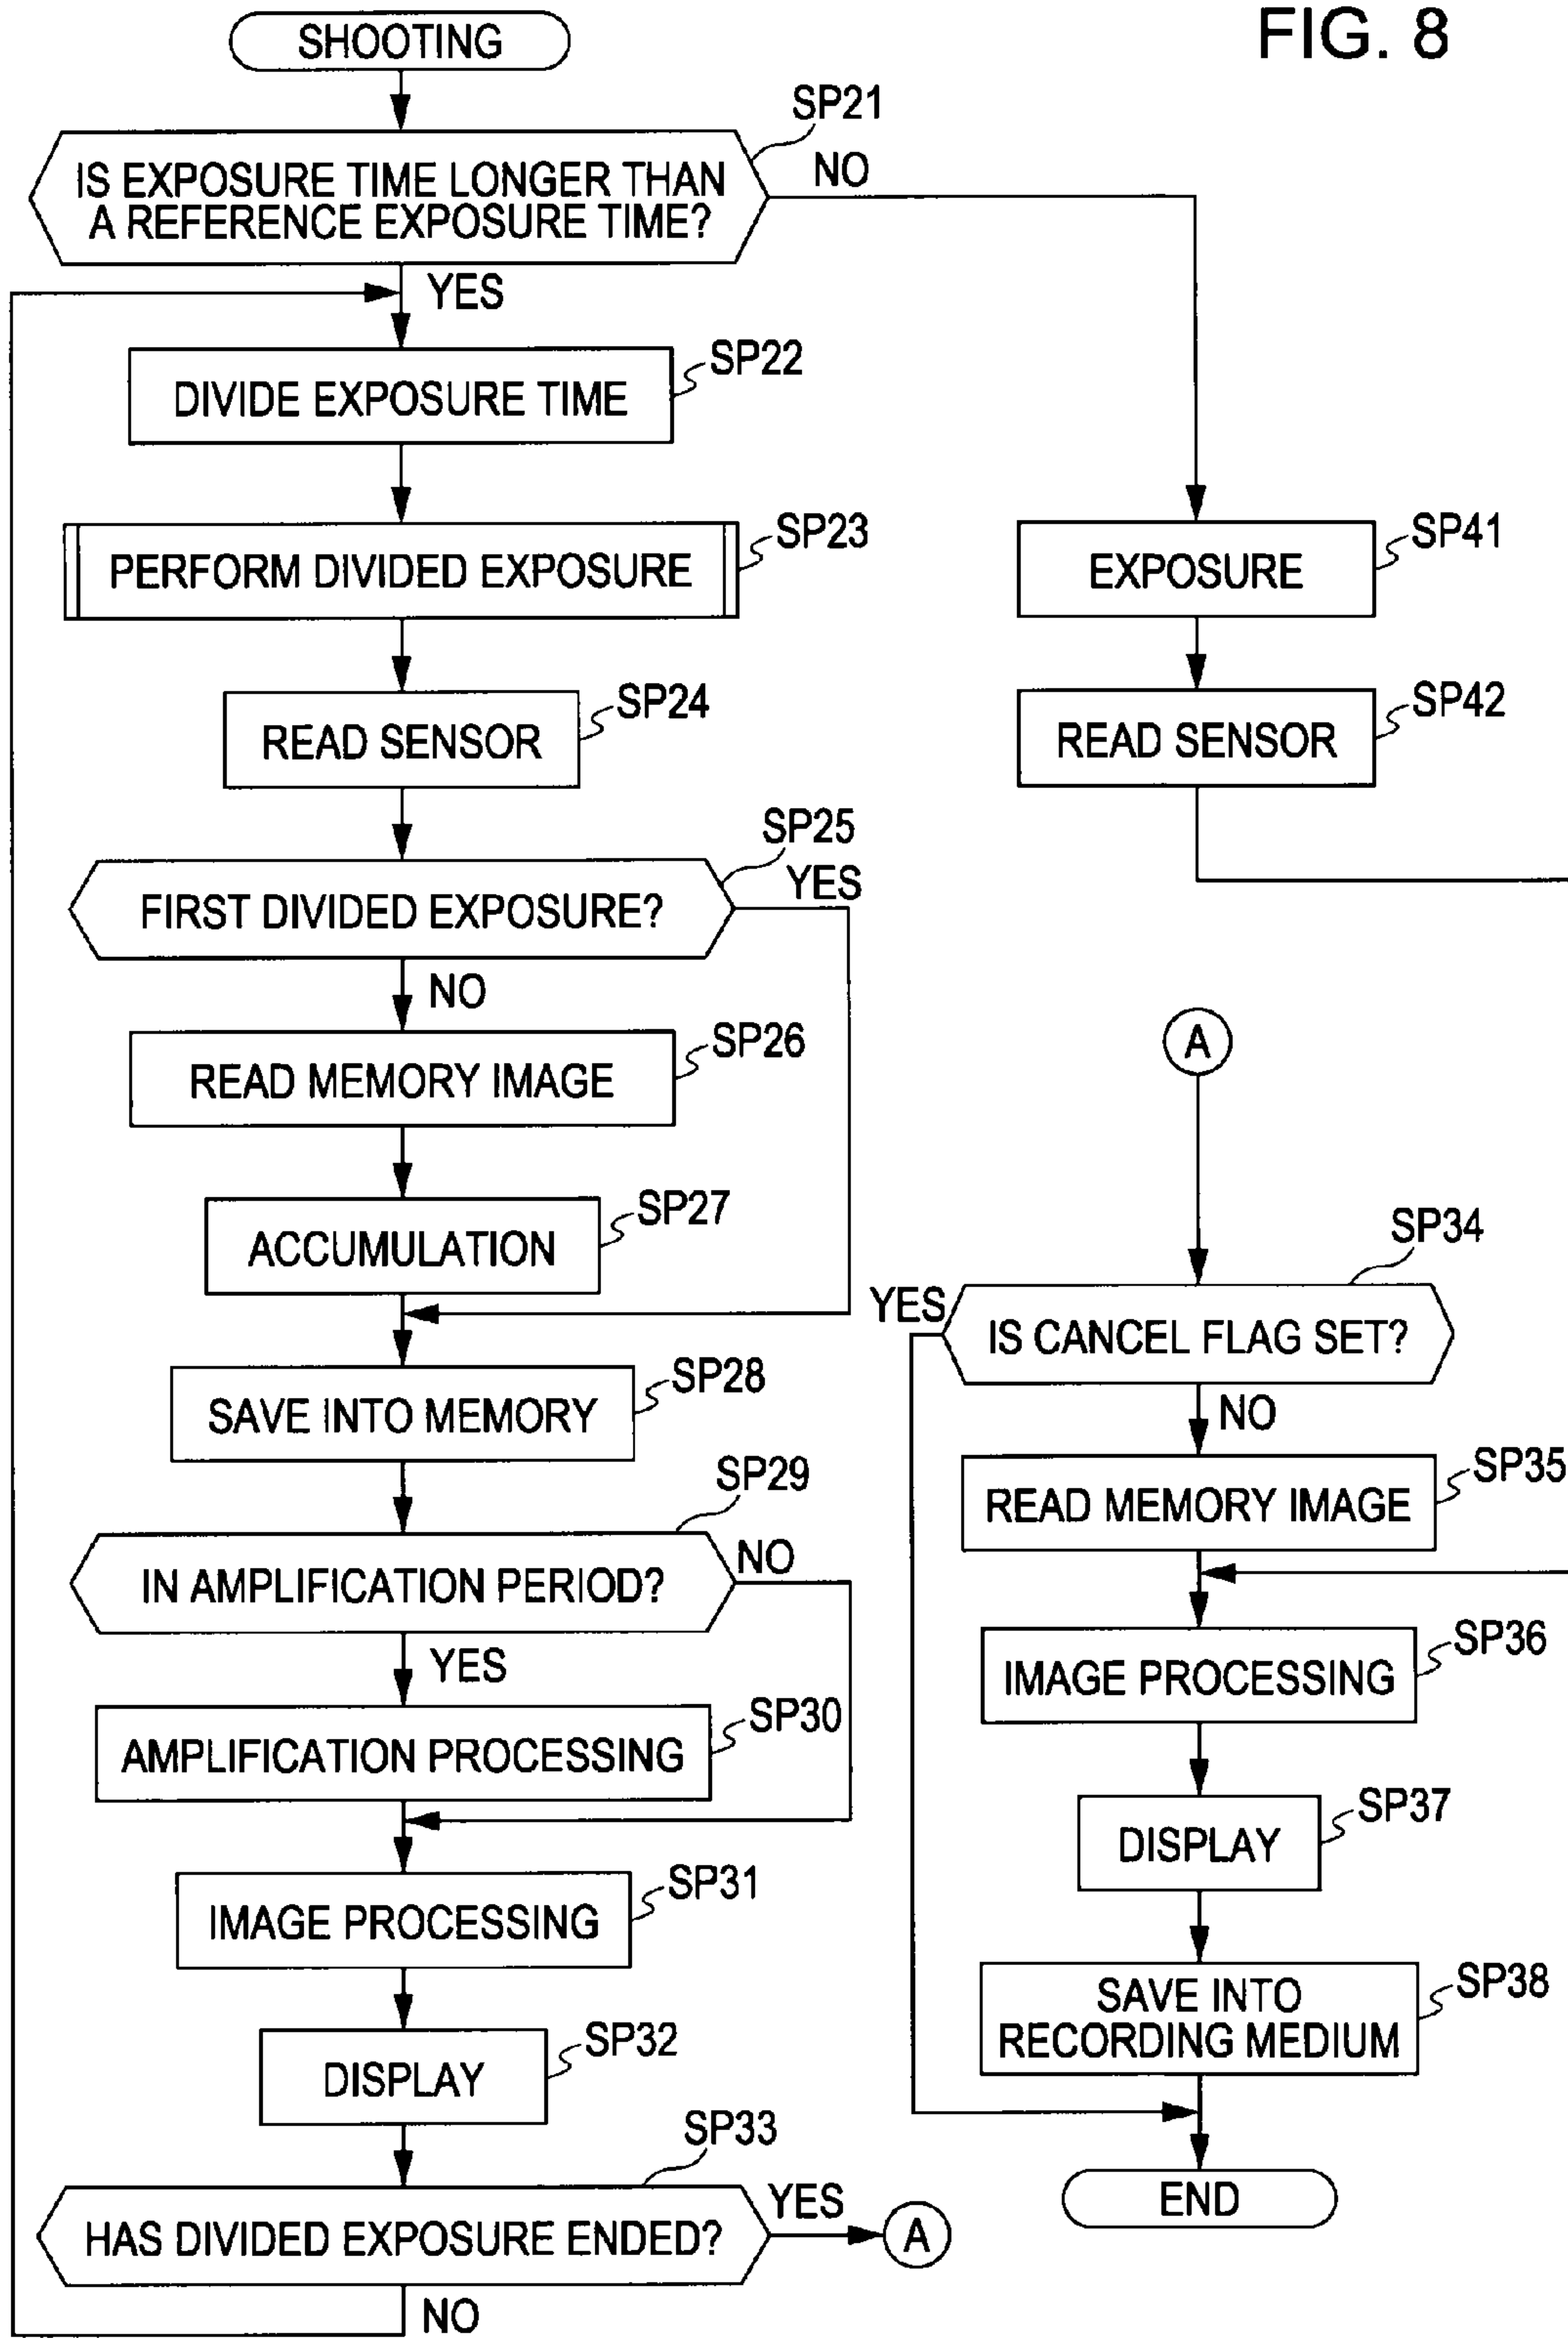 FIG. 8
SHOOTING
SP21
IS EXPOSURE TIME LONGER THAN
A REFERENCE EXPOSURE TIME?
NO
YES
SP22
DIVIDE EXPOSURE TIME
SP23
PERFORM DIVIDED EXPOSURE
SP24
READ SENSOR
SP25
FIRST DIVIDED EXPOSURE?
YES
NO
SP26
READ MEMORY IMAGE
SP27
ACCUMULATION
SP28
SAVE INTO MEMORY
SP29
IN AMPLIFICATION PERIOD?
NO
YES
SP30
AMPLIFICATION PROCESSING
SP31
IMAGE PROCESSING
SP32
DISPLAY
SP33
HAS DIVIDED EXPOSURE ENDED?
YES
A
NO
SP41
EXPOSURE
SP42
READ SENSOR
A
SP34
YES
IS CANCEL FLAG SET?
NO
SP35
READ MEMORY IMAGE
SP36
IMAGE PROCESSING
SP37
DISPLAY
SP38
SAVE INTO
RECORDING MEDIUM
END